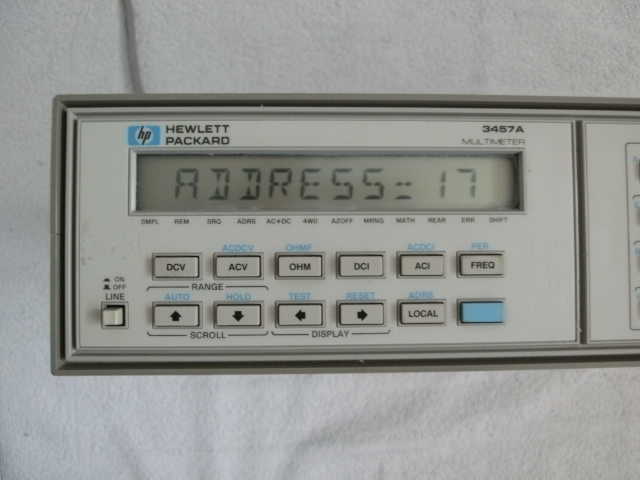 hp HEWLETT PACKARD
3457A
MULTIMETER
ADDRESS= 17
SMPL REM SRQ ADRS AC+DC 4WΩ AZOFF MRNG MATH REAR ERR SHIFT
ACDCV OHMF ACDCI PER
DCV ACV OHM DCI ACI FREQ
ON
OFF
LINE
RANGE
AUTO HOLD TEST RESET ADRS
LOCAL
SCROLL DISPLAY